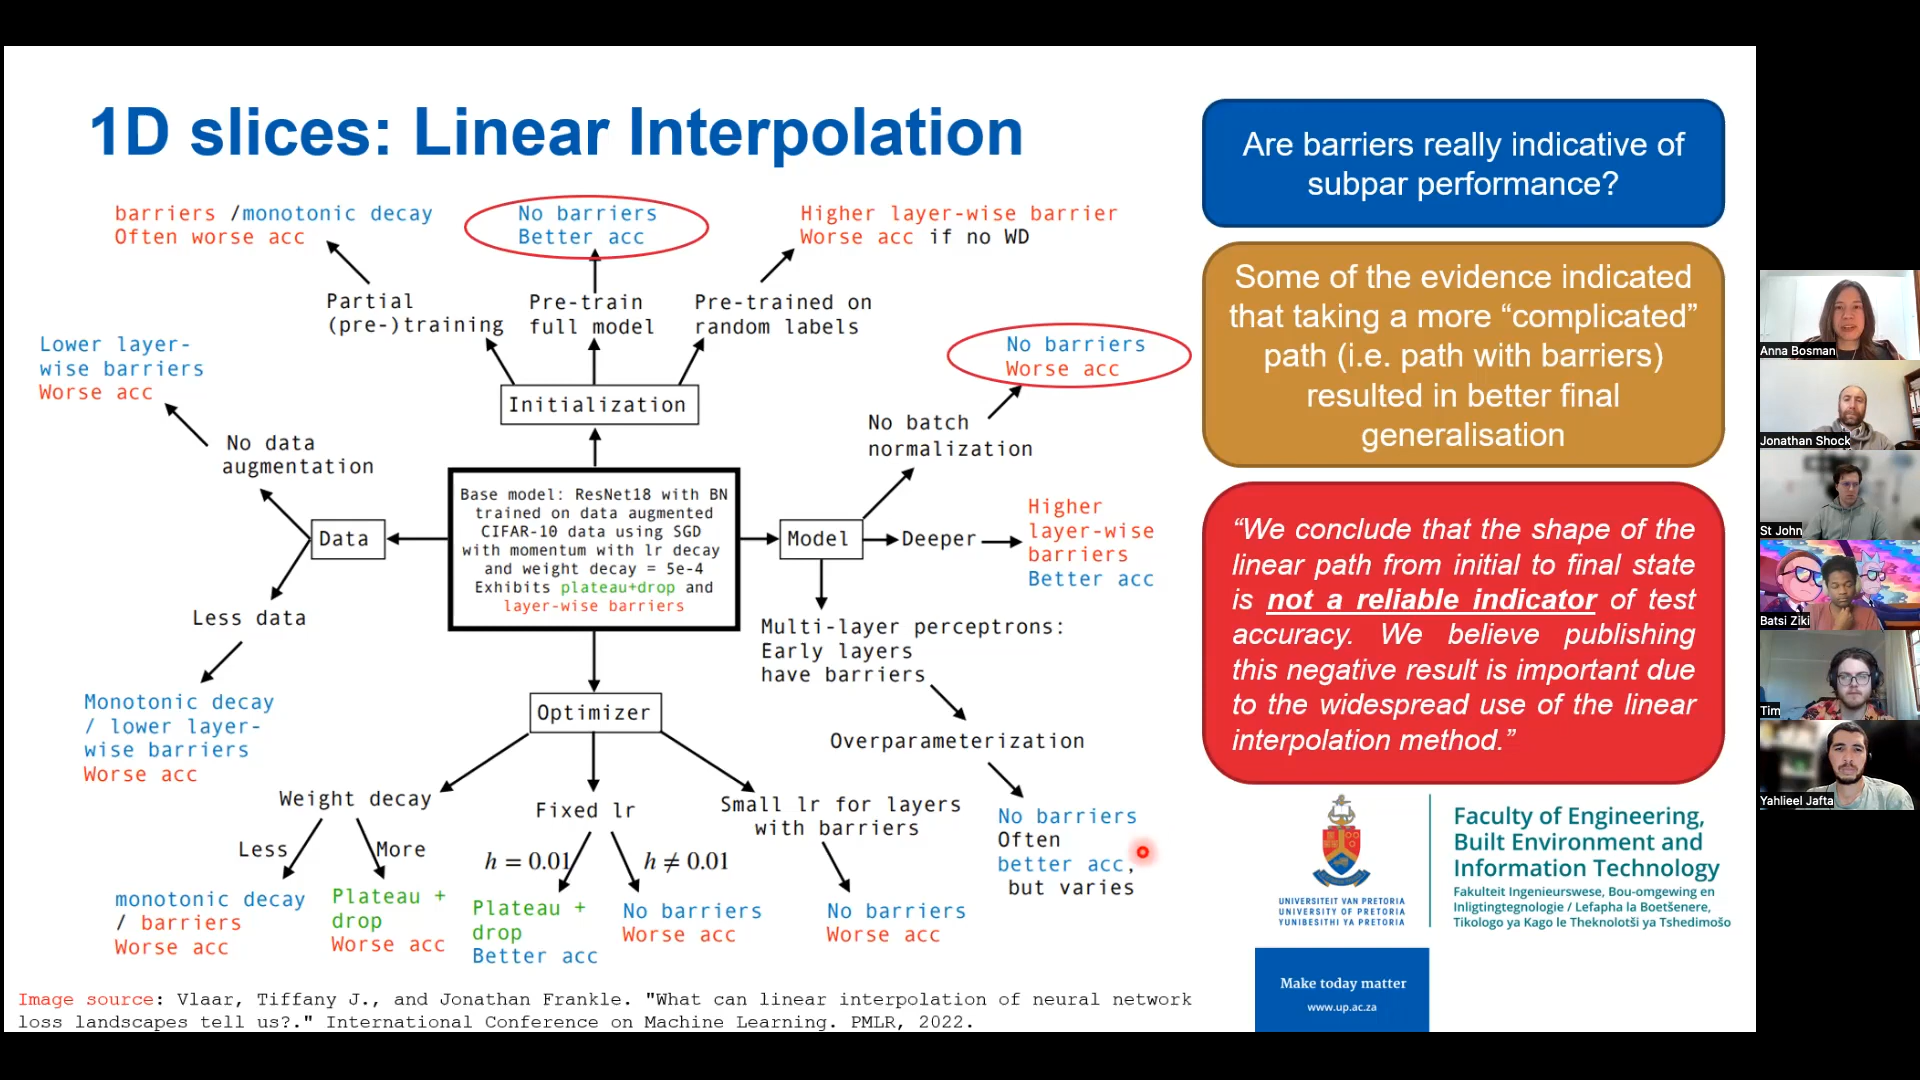 1D slices: Linear Interpolation
barriers /monotonic decay
Often worse acc
No barriers
Better acc
Higher layer-wise barrier
Worse acc if no WD
Partial
(pre-)training
Pre-train
full model
Pre-trained on
random labels
Lower layer-
wise barriers
Worse acc
No barriers
Worse acc
Initialization
No data
augmentation
No batch
normalization
Base model: ResNet18 with BN
trained on data augmented
CIFAR-10 data using SGD
with momentum with lr decay
and weight decay = 5e-4
Exhibits plateau+drop and
layer-wise barriers
Data
Model
Deeper
Higher
layer-wise
barriers
Better acc
Less data
Multi-layer perceptrons:
Early layers
have barriers
Monotonic decay
/ lower layer-
wise barriers
Worse acc
Optimizer
Overparameterization
Weight decay
Fixed lr
Small lr for layers
with barriers
No barriers
Often
better acc,
but varies
Less
More
h = 0.01
h ≠ 0.01
monotonic decay
/ barriers
Worse acc
Plateau +
drop
Worse acc
Plateau +
drop
Better acc
No barriers
Worse acc
No barriers
Worse acc
Image source: Vlaar, Tiffany J., and Jonathan Frankle. "What can linear interpolation of neural network
loss landscapes tell us?." International Conference on Machine Learning. PMLR, 2022.
Are barriers really indicative of
subpar performance?
Some of the evidence indicated
that taking a more “complicated”
path (i.e. path with barriers)
resulted in better final
generalisation
“We conclude that the shape of the
linear path from initial to final state
is not a reliable indicator of test
accuracy. We believe publishing
this negative result is important due
to the widespread use of the linear
interpolation method.”
UNIVERSITEIT VAN PRETORIA
UNIVERSITY OF PRETORIA
YUNIBESITHI YA PRETORIA
Faculty of Engineering,
Built Environment and
Information Technology
Fakulteit Ingenieurswese, Bou-omgewing en
Inligtingtegnologie / Lefapha la Boetšenere,
Tikologo ya Kago le Theknolotši ya Tshedimošo
Make today matter
www.up.ac.za
Anna Bosman
Jonathan Shock
St John
Batsi Ziki
Tim
Yahlieel Jafta